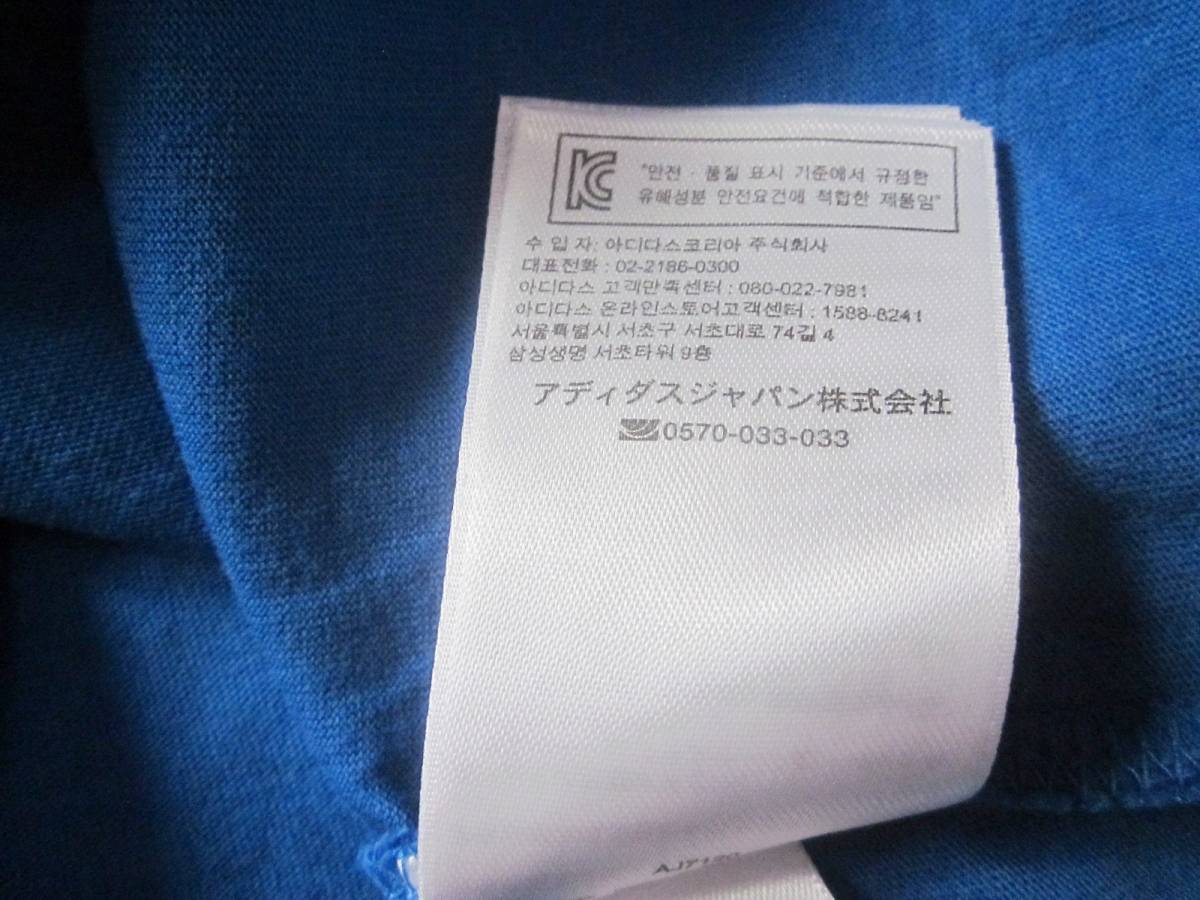 KC
"안전 · 품질 표시 기준에서 규정한
유해성분 안전요건에 적합한 제품임"
수 입 자: 아디다스코리아 주식회사
대표전화 : 02-2186-0300
아디다스 고객만족센터 : 080-022-7981
아디다스 온라인스토어고객센터 : 1588-8241
서울특별시 서초구 서초대로 74길 4
삼성생명 서초타워 9층
アディダスジャパン株式会社
0570-033-033